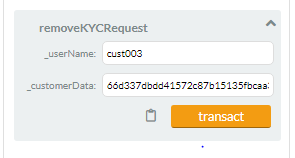 removeKYCRequest
_userName: cust003
_customerData: 66d337dbdd41572c87b15135fbcaa
transact